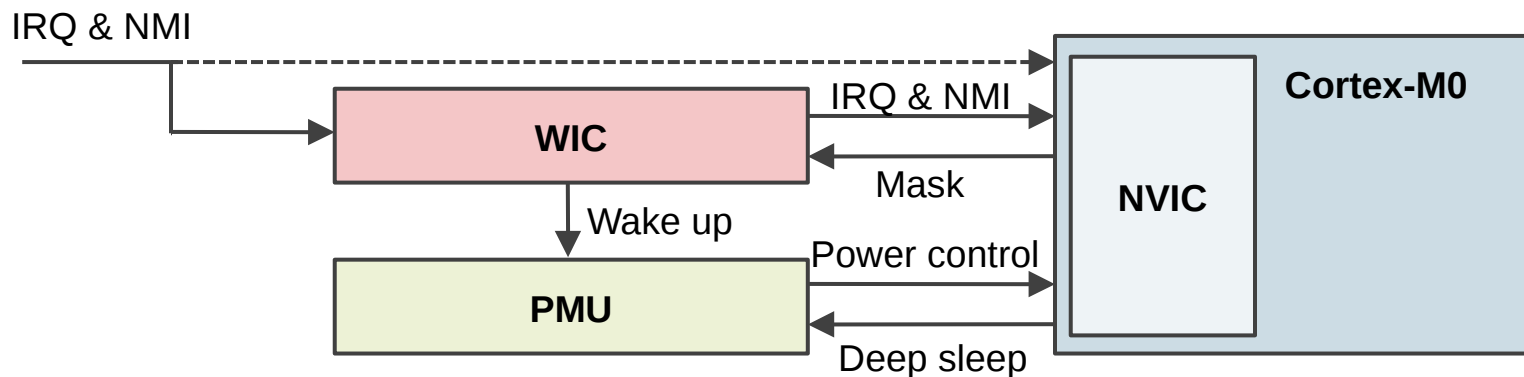 IRQ & NMI
IRQ & NMI
Cortex-M0
WIC
Mask
NVIC
Wake up
Power control
PMU
Deep sleep